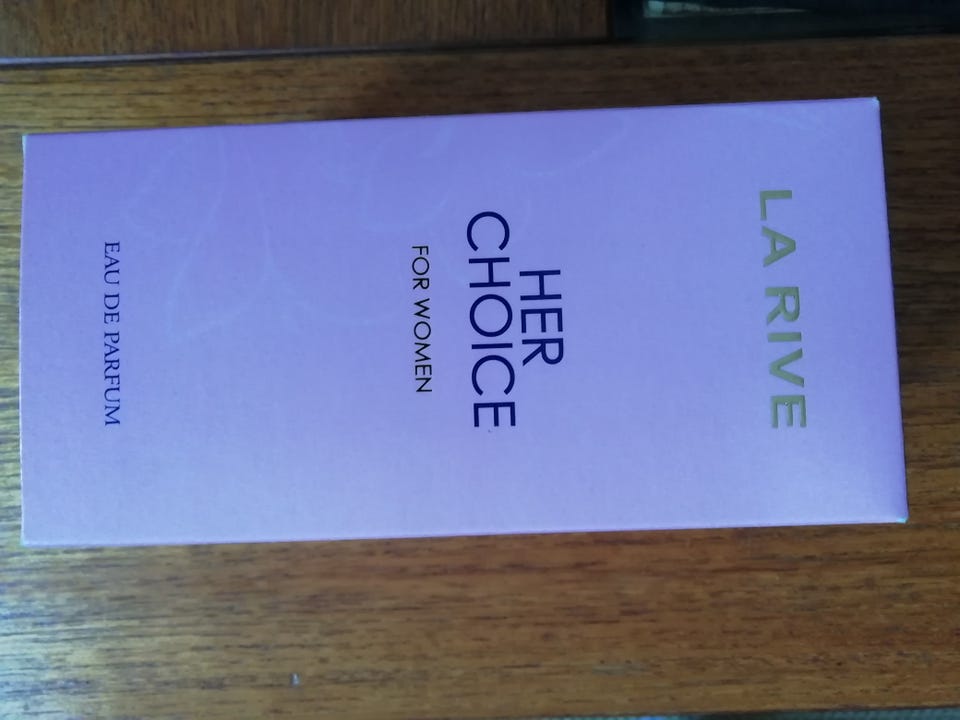 LA RIVE
HER
CHOICE
FOR WOMEN
EAU DE PARFUM